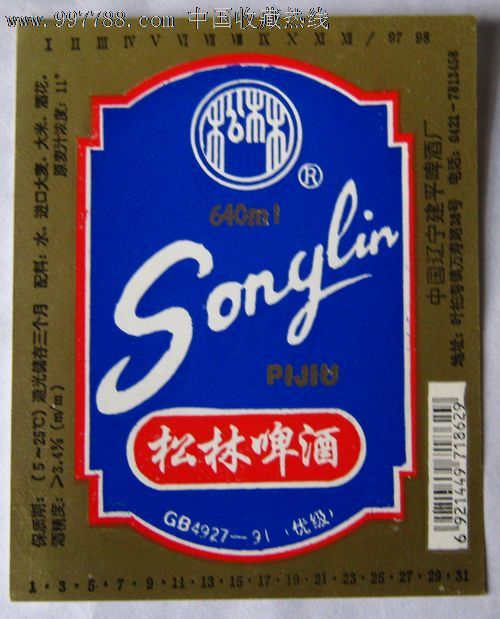 www.997788.com 中国收藏热线
I II III IV V VI VII VIII IX X XI XII / 97 98
松林
®
640ml
Songlin
PIJIU
松林啤酒
GB4927-91 (优级)
保质期：(5~25℃) 避光储存三个月 配料：水、进口大麦、大米、酒花。
酒精度：≥3.4% (m/m) 原麦汁浓度：11°
中国辽宁建平啤酒厂
地址：叶柏寿镇万寿路38号 电话：0421-7813458
6 921449 718629
1·3·5·7·9·11·13·15·17·19·21·23·25·27·29·31